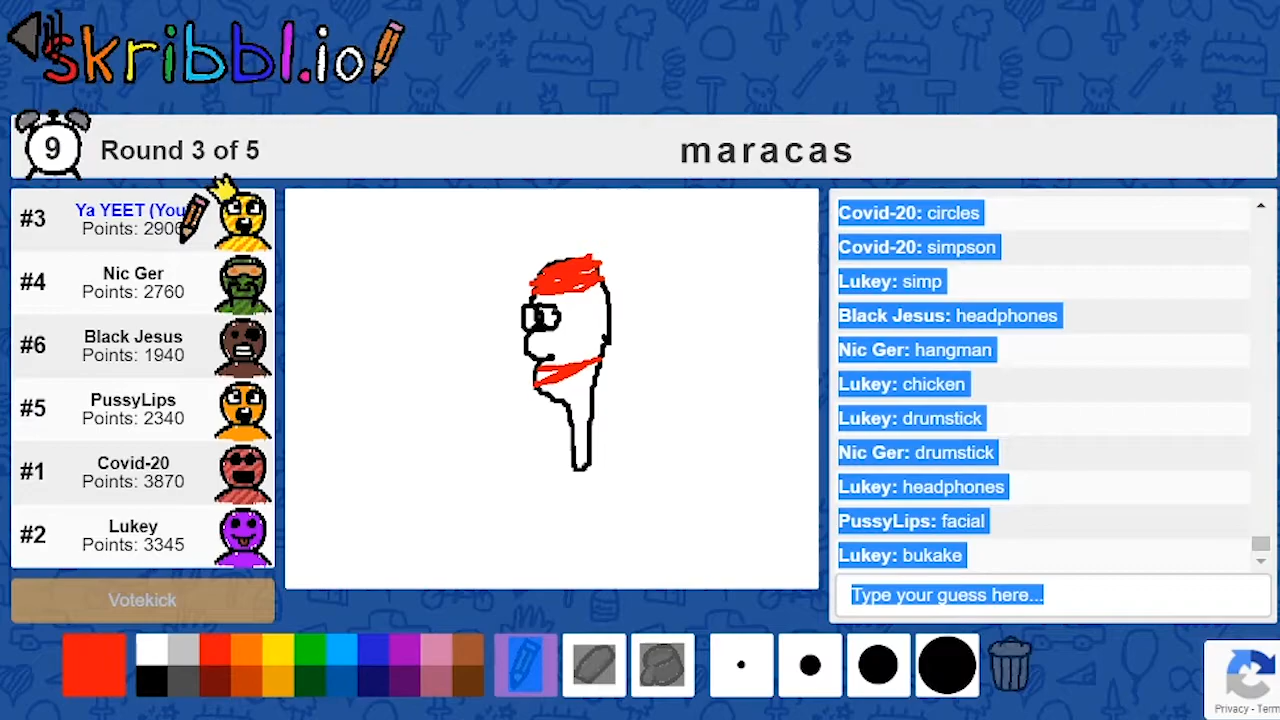 skribbl.io
9
Round 3 of 5
maracas
#3
Ya YEET (You
Points: 2906
#4
Nic Ger
Points: 2760
#6
Black Jesus
Points: 1940
#5
PussyLips
Points: 2340
#1
Covid-20
Points: 3870
#2
Lukey
Points: 3345
Votekick
Covid-20: circles
Covid-20: simpson
Lukey: simp
Black Jesus: headphones
Nic Ger: hangman
Lukey: chicken
Lukey: drumstick
Nic Ger: drumstick
Lukey: headphones
PussyLips: facial
Lukey: bukake
Type your guess here...
Privacy - Term